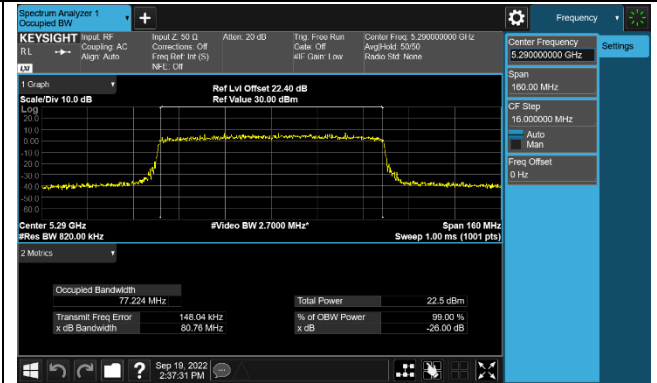 Spectrum Analyzer 1
Occupied BW
Frequency
KEYSIGHT
RL
LXI
Input: RF
Coupling: AC
Align: Auto
Input Z: 50 Ω
Corrections: Off
Freq Ref: Int (S)
NFE: Off
Atten: 20 dB
Trig: Free Run
Gate: Off
#IF Gain: Low
Center Freq: 5.290000000 GHz
Avg|Hold: 50/50
Radio Std: None
Center Frequency
5.290000000 GHz
Settings
Span
160.00 MHz
CF Step
16.000000 MHz
Auto
Man
Freq Offset
0 Hz
1 Graph
Scale/Div 10.0 dB
Ref Lvl Offset 22.40 dB
Ref Value 30.00 dBm
Log
20.0
10.0
0.00
-10.0
-20.0
-30.0
-40.0
-50.0
-60.0
Center 5.29 GHz
#Res BW 820.00 kHz
#Video BW 2.7000 MHz*
Span 160 MHz
Sweep 1.00 ms (1001 pts)
2 Metrics
Occupied Bandwidth
77.224 MHz
Total Power 22.5 dBm
Transmit Freq Error 148.04 kHz
% of OBW Power 99.00 %
x dB Bandwidth 80.76 MHz
x dB -26.00 dB
?
Sep 19, 2022
2:37:31 PM